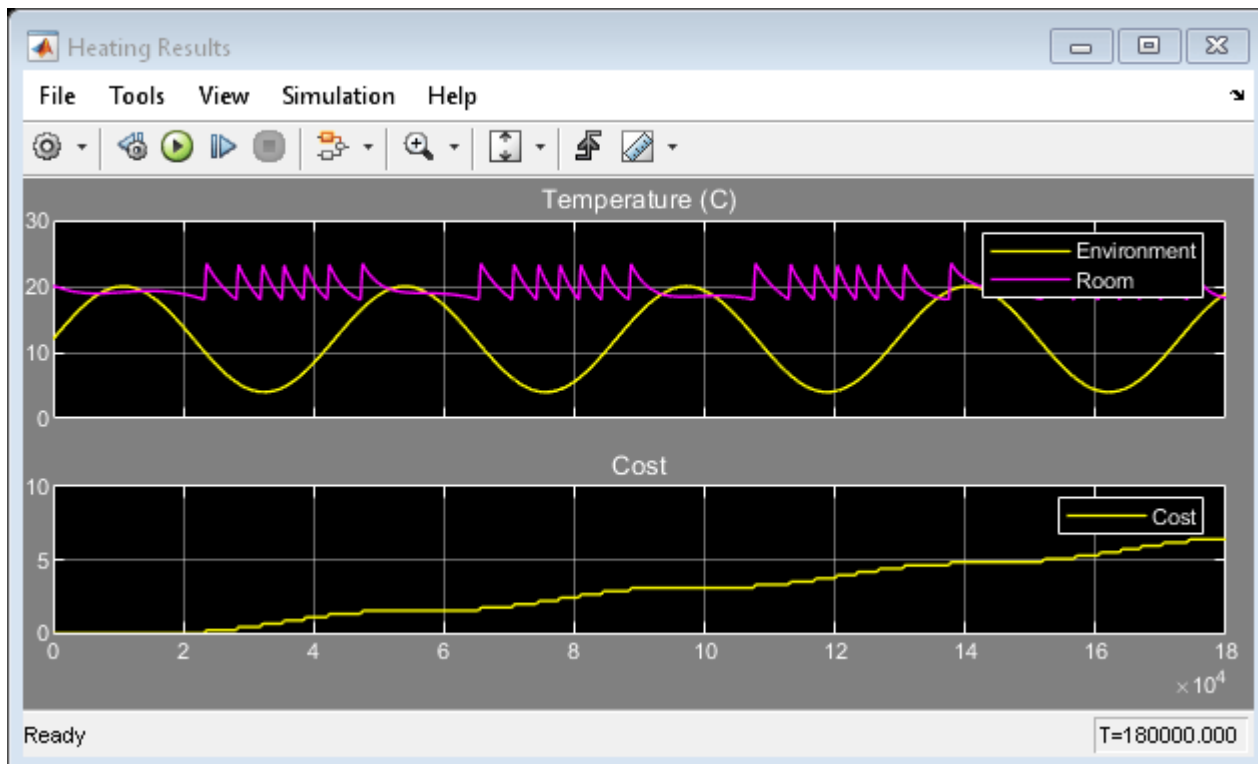 Heating Results
File Tools View Simulation Help
Temperature (C)
30
20
10
0
Environment
Room
Cost
10
5
0
Cost
0 2 4 6 8 10 12 14 16 18
×10⁴
Ready T=180000.000